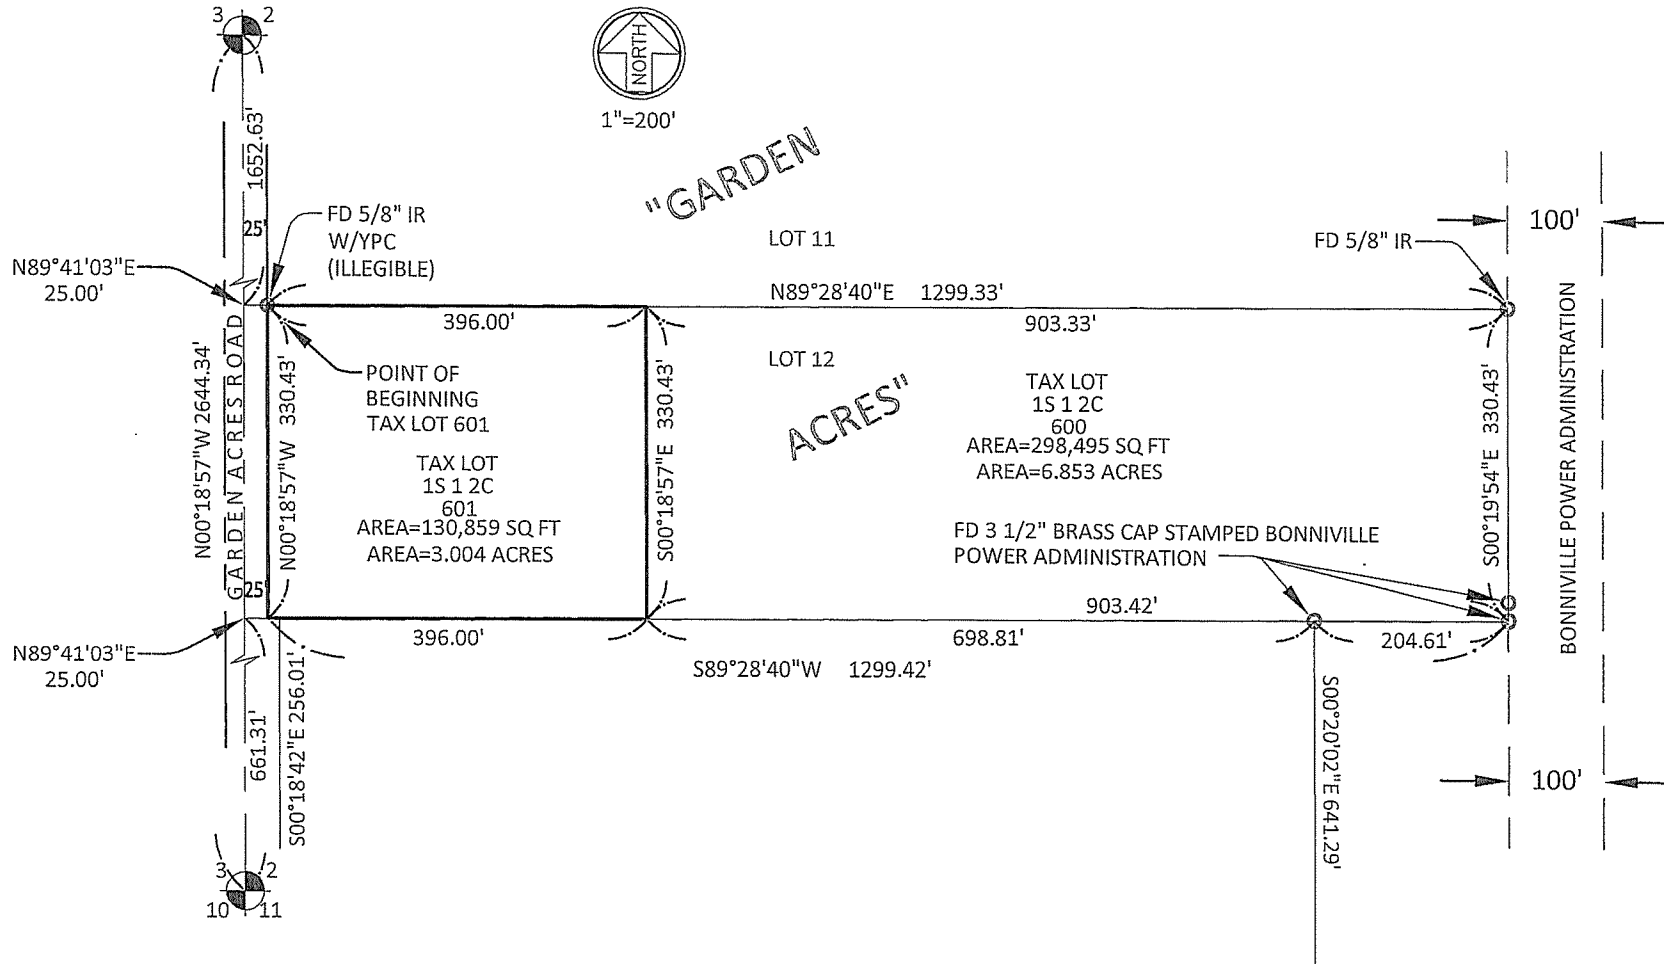 3 2
NORTH
1"=200'
1652.63'
"GARDEN
25'
FD 5/8" IR
W/YPC
(ILLEGIBLE)
LOT 11
FD 5/8" IR
100'
N89°41'03"E
25.00'
N89°28'40"E 1299.33'
396.00'
903.33'
N00°18'57"W 2644.34'
GARDEN ACRES ROAD
N00°18'57"W 330.43'
POINT OF
BEGINNING
TAX LOT 601
TAX LOT
1S 1 2C
601
AREA=130,859 SQ FT
AREA=3.004 ACRES
S00°18'57"E 330.43'
LOT 12
ACRES"
TAX LOT
1S 1 2C
600
AREA=298,495 SQ FT
AREA=6.853 ACRES
S00°19'54"E 330.43'
BONNIVILLE POWER ADMINISTRATION
FD 3 1/2" BRASS CAP STAMPED BONNIVILLE
POWER ADMINISTRATION
25'
903.42'
396.00'
698.81'
204.61'
N89°41'03"E
25.00'
S89°28'40"W 1299.42'
661.31'
S00°18'42"E 256.01'
S00°20'02"E 641.29'
100'
3 2
10 11